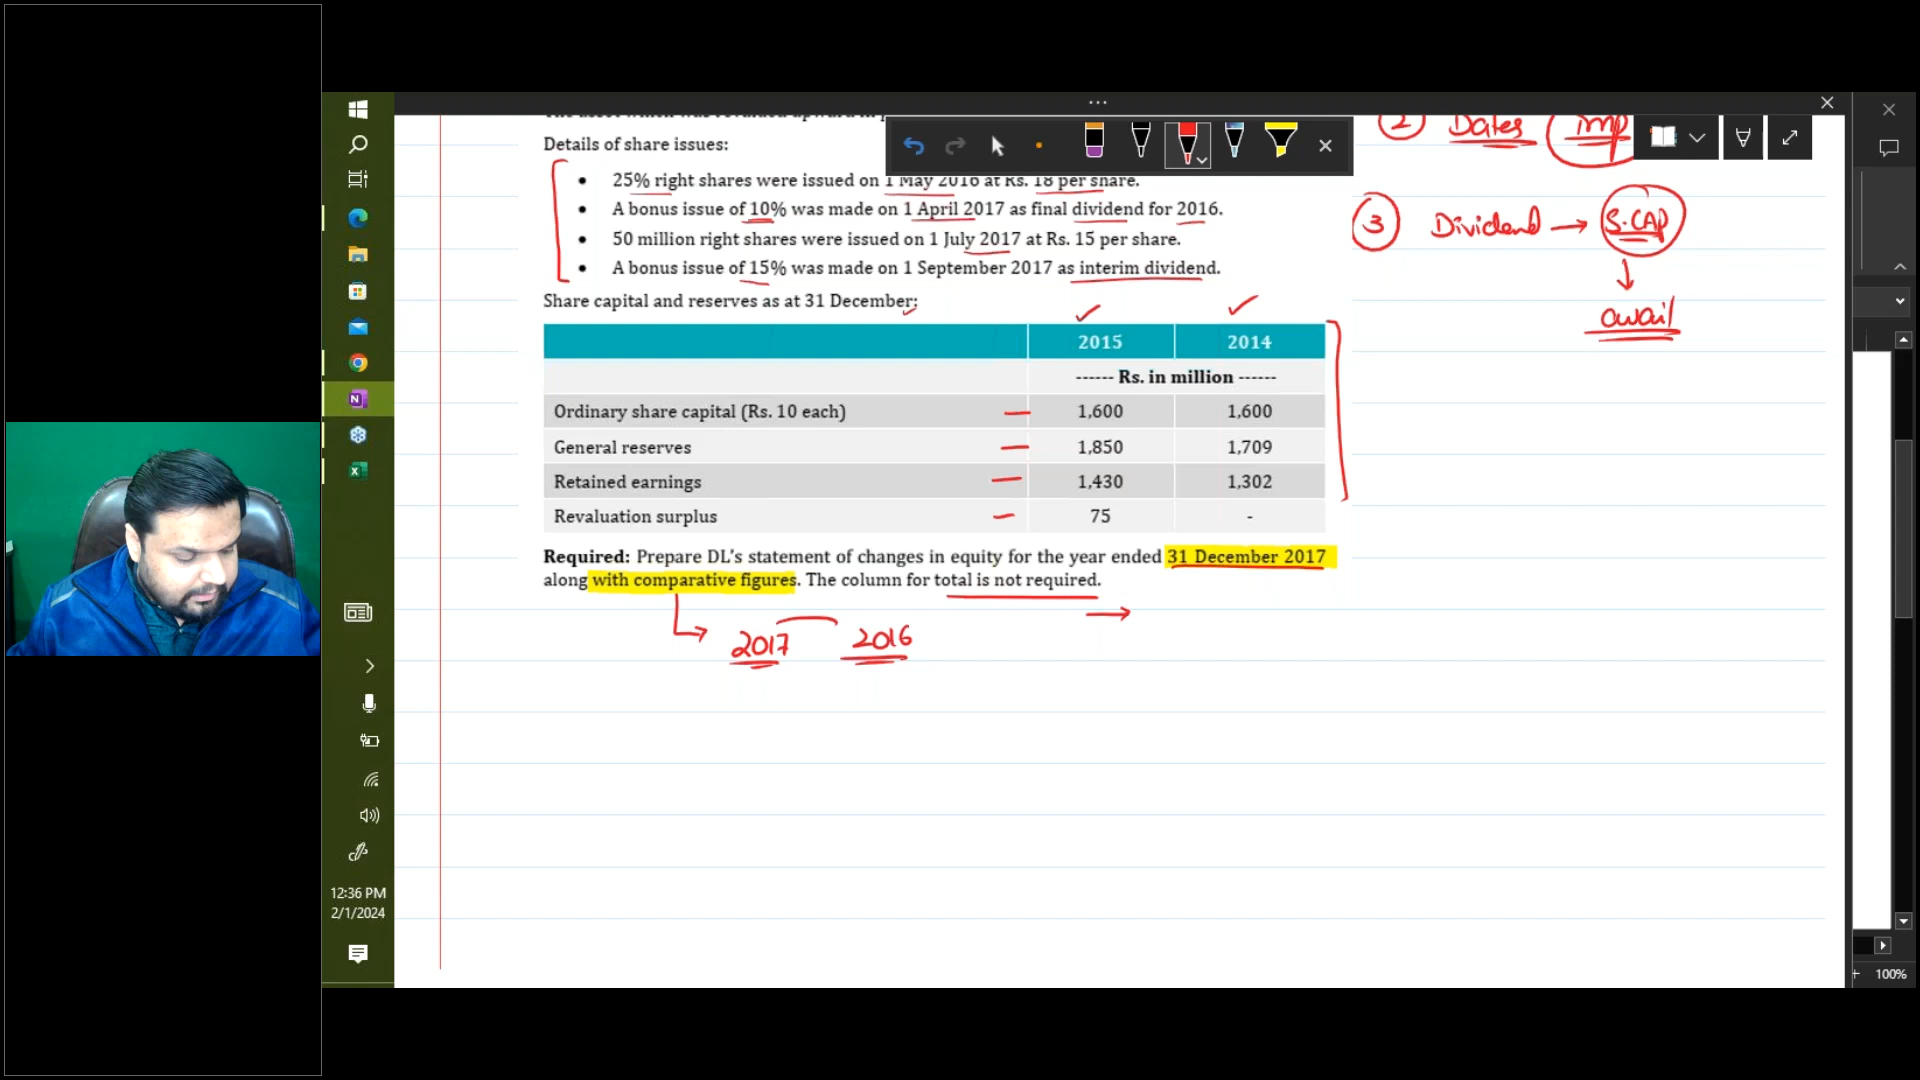 ② Dates imp
Details of share issues:
• 25% right shares were issued on 1 May 2016 at Rs. 18 per share.
• A bonus issue of 10% was made on 1 April 2017 as final dividend for 2016.
• 50 million right shares were issued on 1 July 2017 at Rs. 15 per share.
• A bonus issue of 15% was made on 1 September 2017 as interim dividend.
③ Dividend → S.CAP
avail
Share capital and reserves as at 31 December:
2015 2014
------ Rs. in million ------
Ordinary share capital (Rs. 10 each) 1,600 1,600
General reserves 1,850 1,709
Retained earnings 1,430 1,302
Revaluation surplus 75 -
Required: Prepare DL's statement of changes in equity for the year ended 31 December 2017
along with comparative figures. The column for total is not required.
2017 2016
12:36 PM
2/1/2024
100%